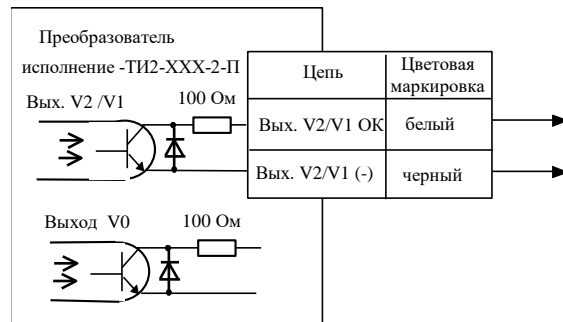 Преобразователь
исполнение -ТИ2-ХХХ-2-П
Вых. V2 /V1
100 Ом
Цепь
Цветовая
маркировка
Вых. V2/V1 ОК
белый
Вых. V2/V1 (-)
черный
Выход V0
100 Ом